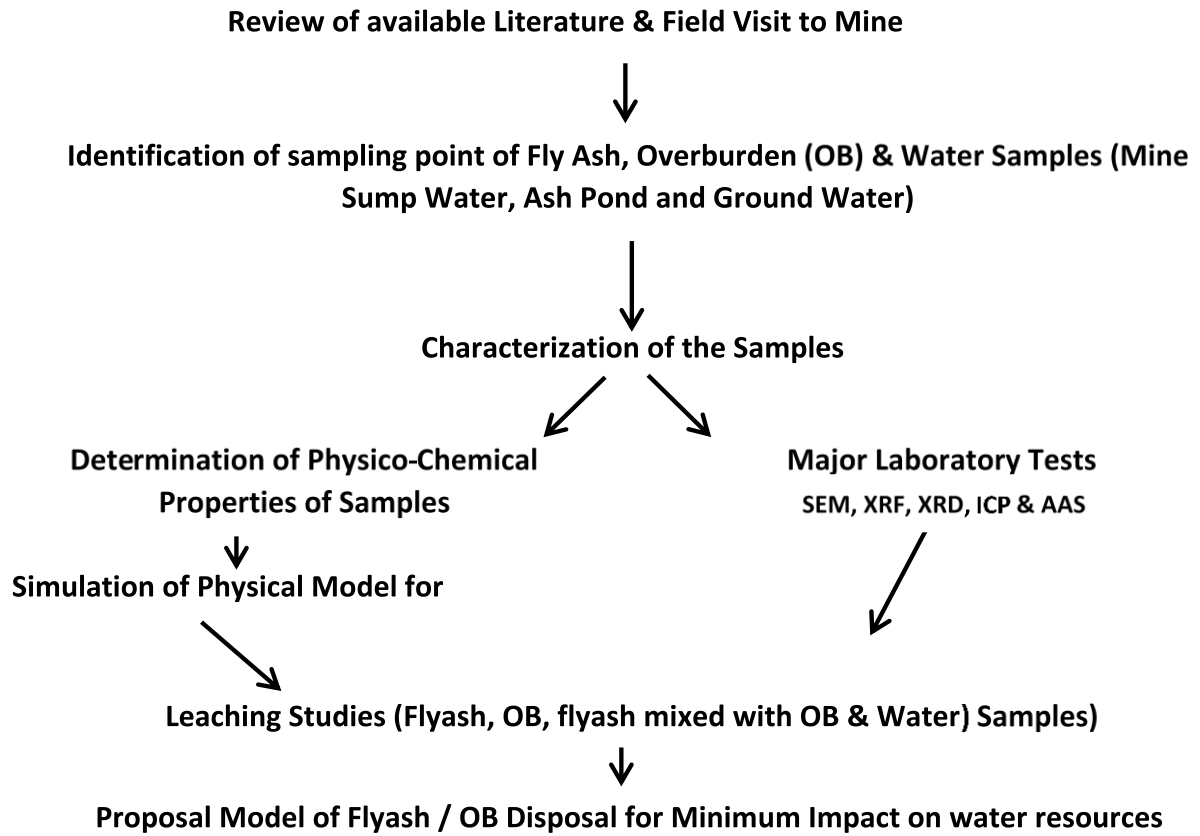 Review of available Literature & Field Visit to Mine
Identification of sampling point of Fly Ash, Overburden (OB) & Water Samples (Mine
Sump Water, Ash Pond and Ground Water)
Characterization of the Samples
Determination of Physico-Chemical
Properties of Samples
Major Laboratory Tests
SEM, XRF, XRD, ICP & AAS
Simulation of Physical Model for
Leaching Studies (Flyash, OB, flyash mixed with OB & Water) Samples)
Proposal Model of Flyash / OB Disposal for Minimum Impact on water resources